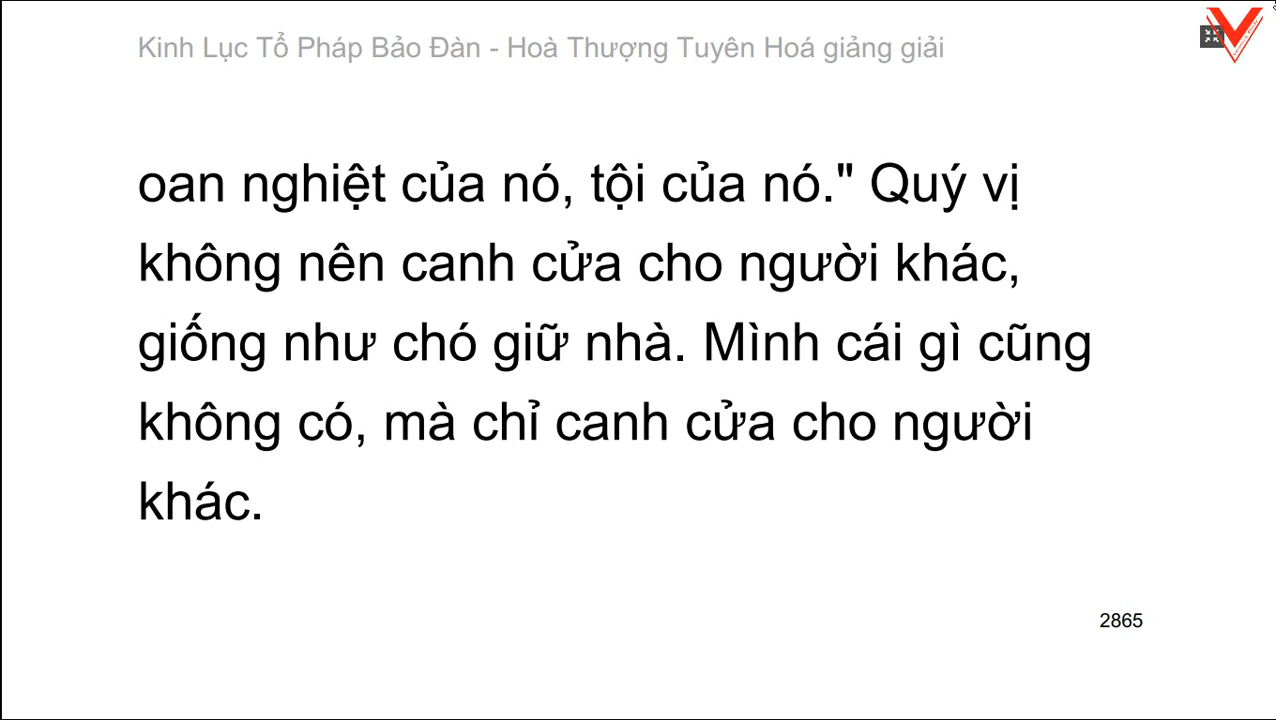 Kinh Lục Tổ Pháp Bảo Đàn - Hoà Thượng Tuyên Hoá giảng giải
oan nghiệt của nó, tội của nó." Quý vị
không nên canh cửa cho người khác,
giống như chó giữ nhà. Mình cái gì cũng
không có, mà chỉ canh cửa cho người
khác.
2865